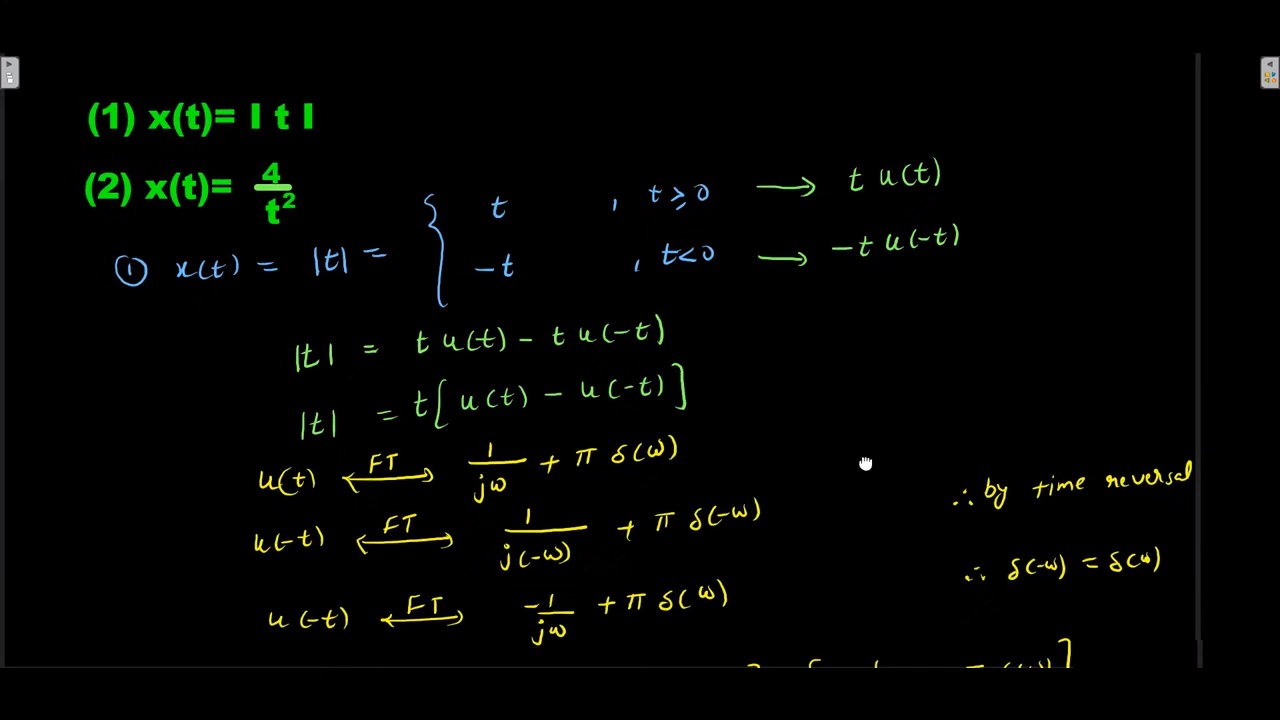 (1) x(t)= I t I
(2) x(t)= 4/t²
① x(t) = |t| = { t , t ≥ 0 → t u(t)
-t , t<0 → -t u(-t)
|t| = t u(t) - t u(-t)
|t| = t[ u(t) - u(-t) ]
u(t) ←FT→ 1/jω + π δ(ω)
∴ by time reversal
u(-t) ←FT→ 1/j(-ω) + π δ(-ω)
∴ δ(-ω) = δ(ω)
u(-t) ←FT→ -1/jω + π δ(ω)